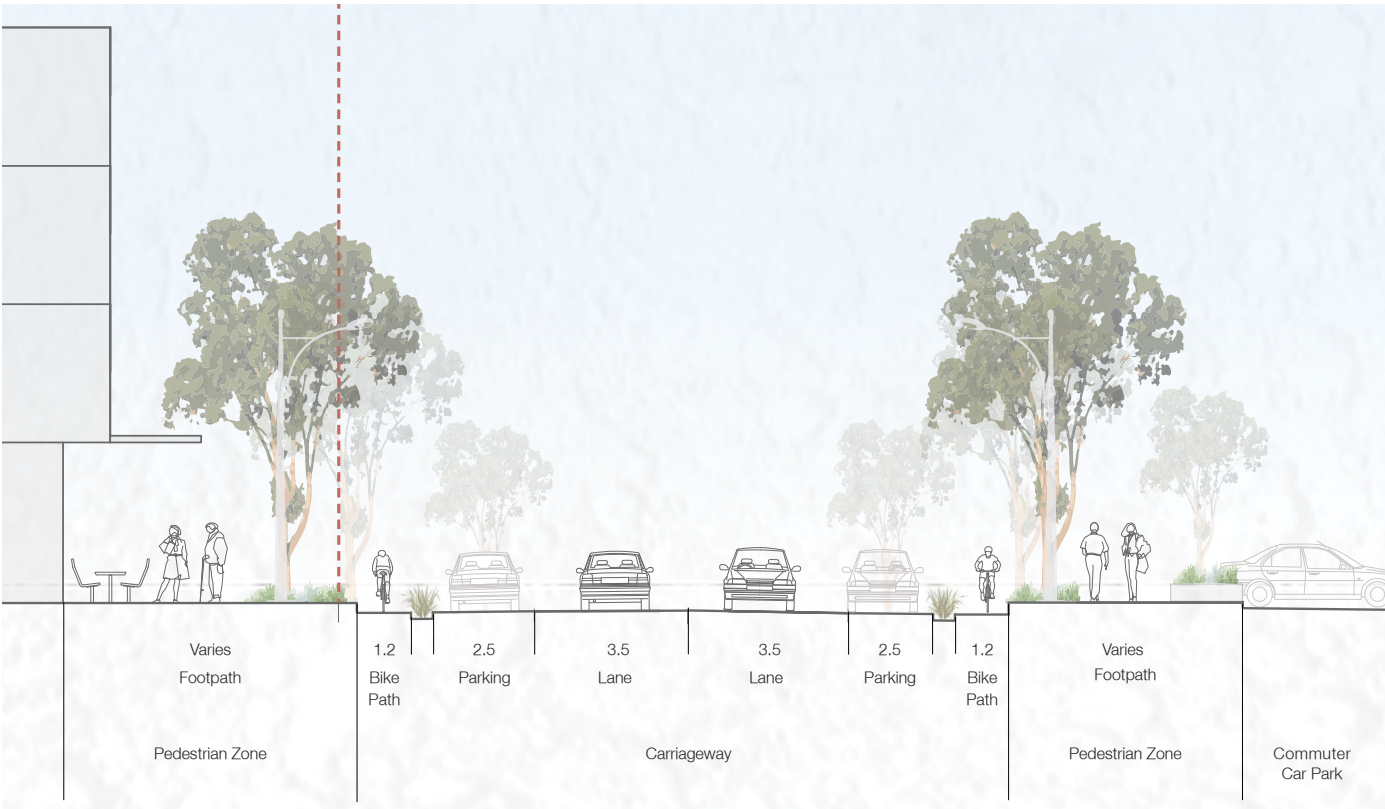 Varies
1.2
2.5
3.5
3.5
2.5
1.2
Varies
Footpath
Bike
Path
Parking
Lane
Lane
Parking
Bike
Path
Footpath
Pedestrian Zone
Carriageway
Pedestrian Zone
Commuter
Car Park